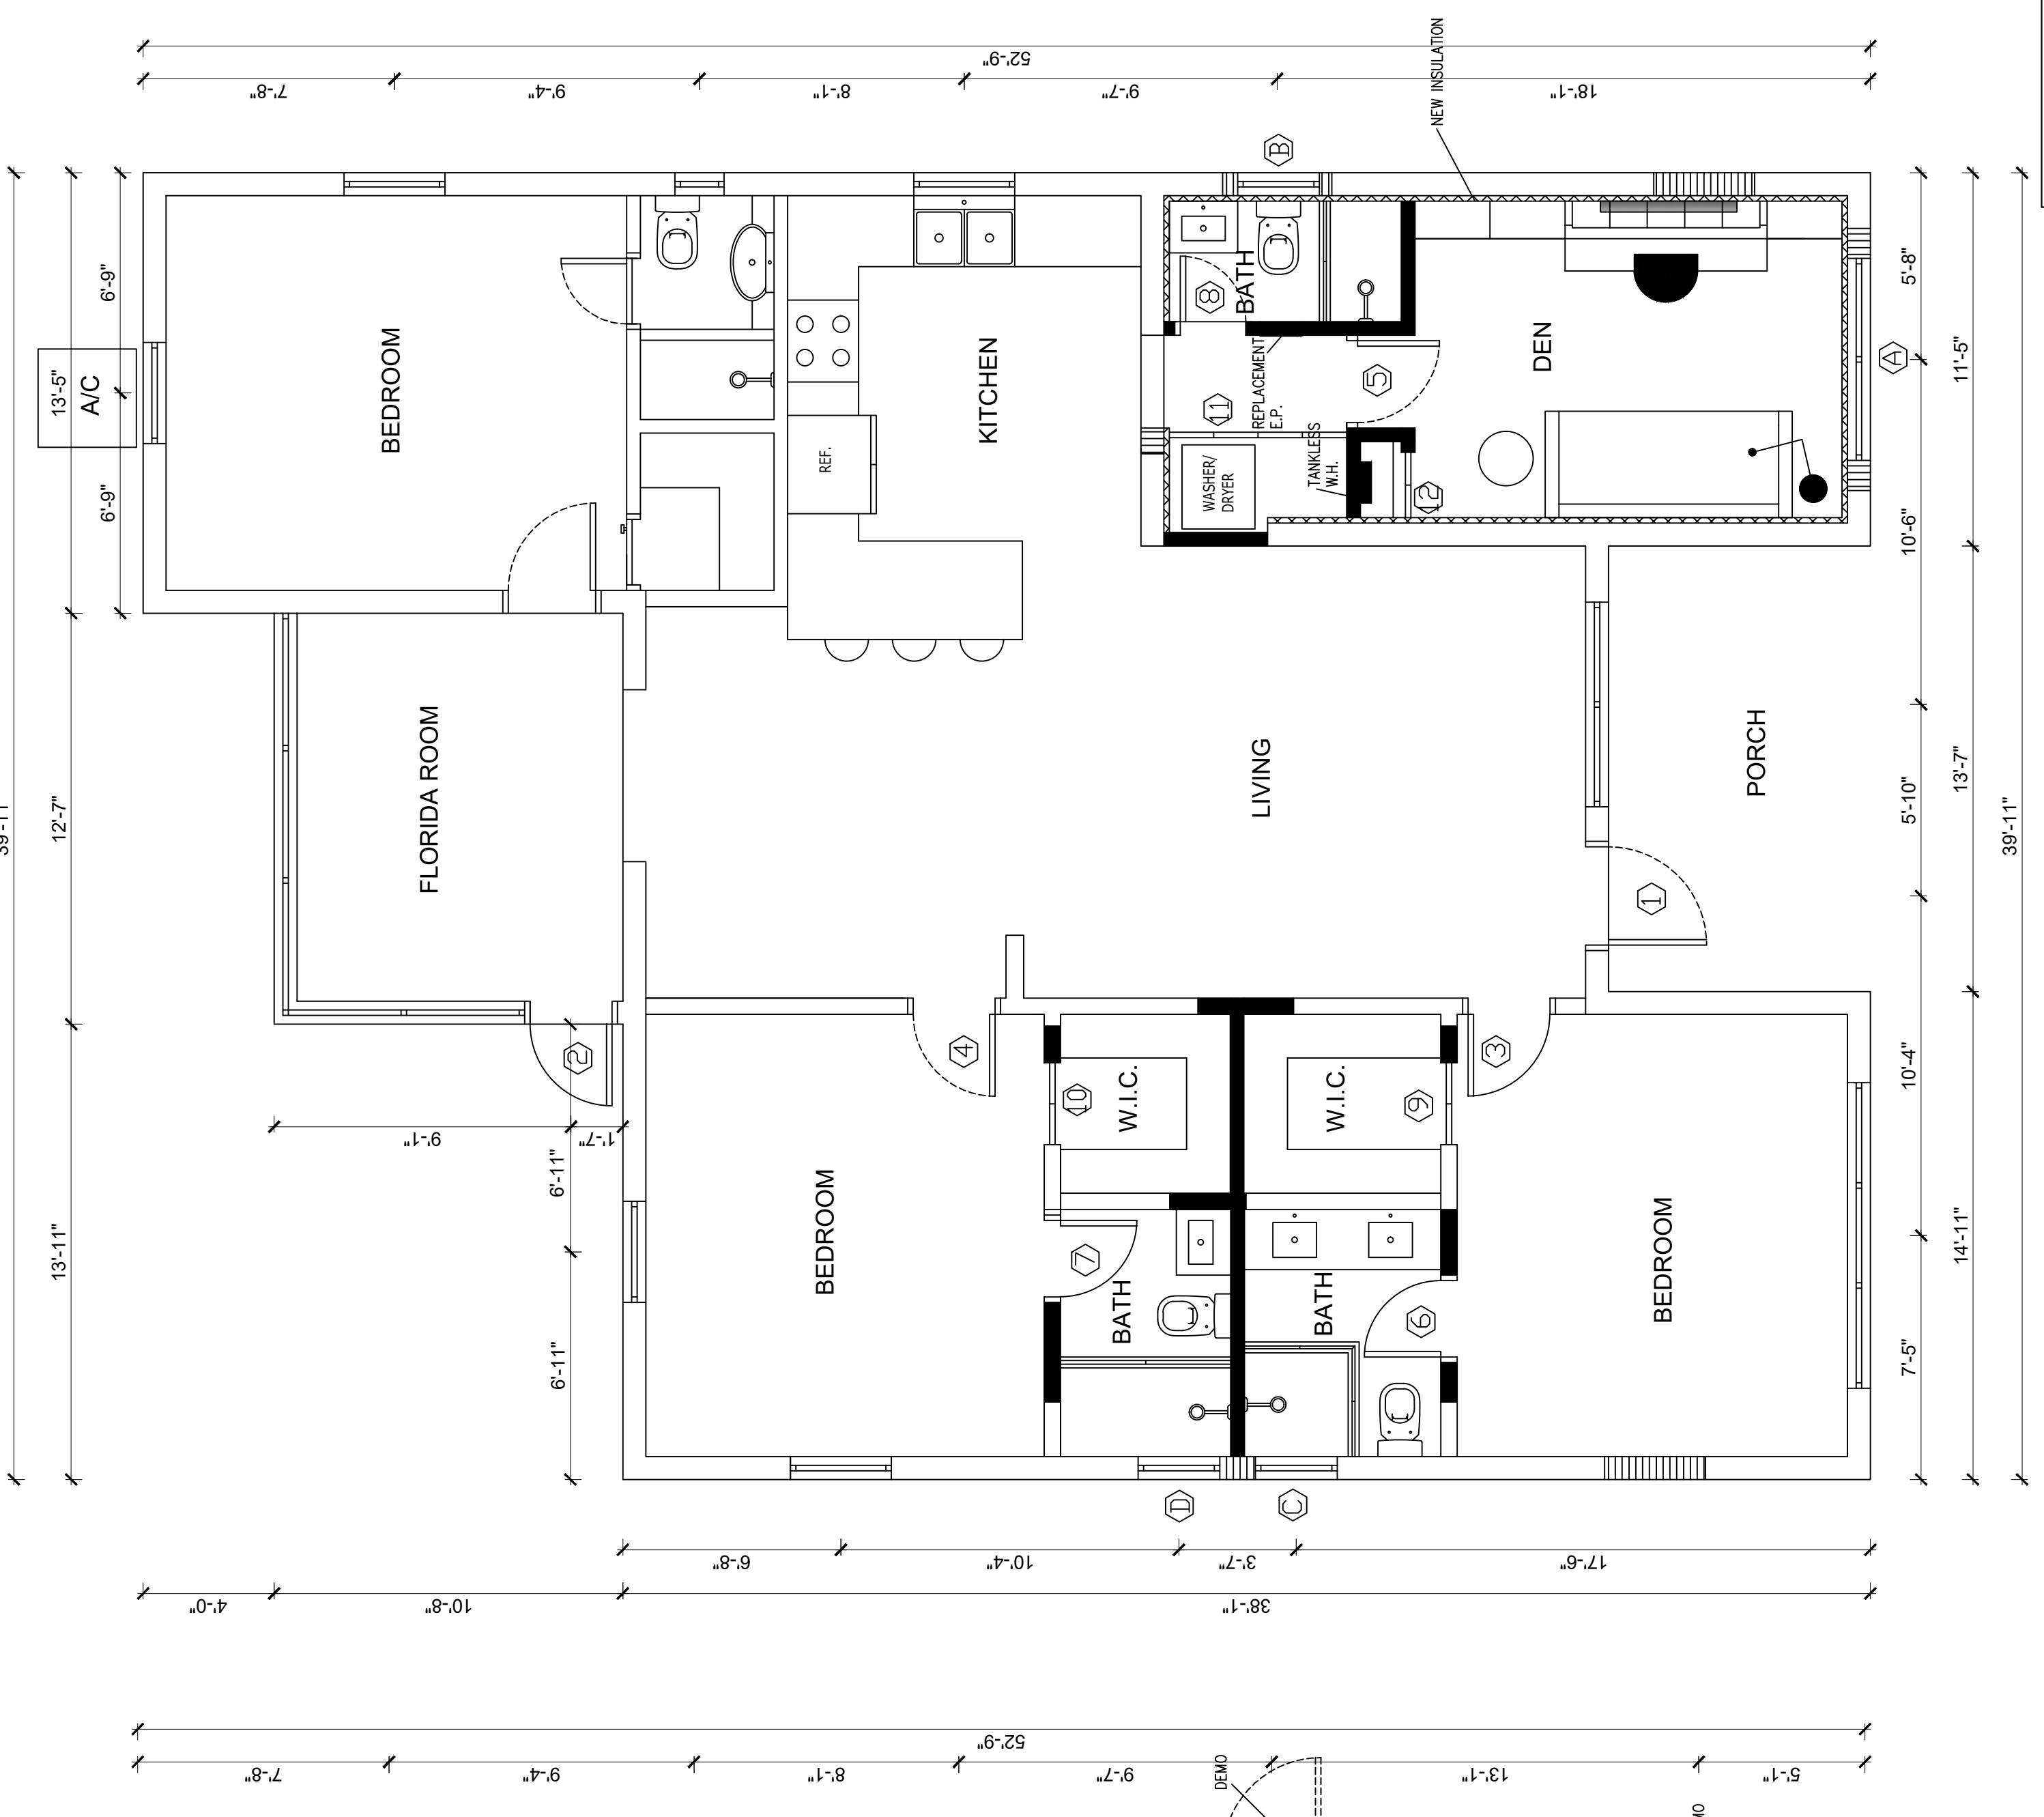 52'-9"
7'-8"
9'-4"
8'-1"
9'-7"
18'-1"
NEW INSULATION
39'-11"
13'-5"
12'-7"
13'-11"
6'-9"
6'-9"
A/C
BEDROOM
REF.
KITCHEN
BATH
8
B
11
REPLACEMENT
E.P.
5
DEN
WASHER/
DRYER
TANKLESS
W.H.
12
A
FLORIDA ROOM
LIVING
PORCH
1
2
4
3
9'-1"
1'-7"
6'-11"
6'-11"
BEDROOM
10
W.I.C.
W.I.C.
9
7
BATH
BATH
6
BEDROOM
D
C
5'-8"
10'-6"
5'-10"
10'-4"
7'-5"
11'-5"
13'-7"
14'-11"
39'-11"
6'-8"
10'-4"
3'-7"
17'-6"
4'-0"
10'-8"
38'-1"
52'-9"
7'-8"
9'-4"
8'-1"
9'-7"
13'-1"
5'-1"
DEMO